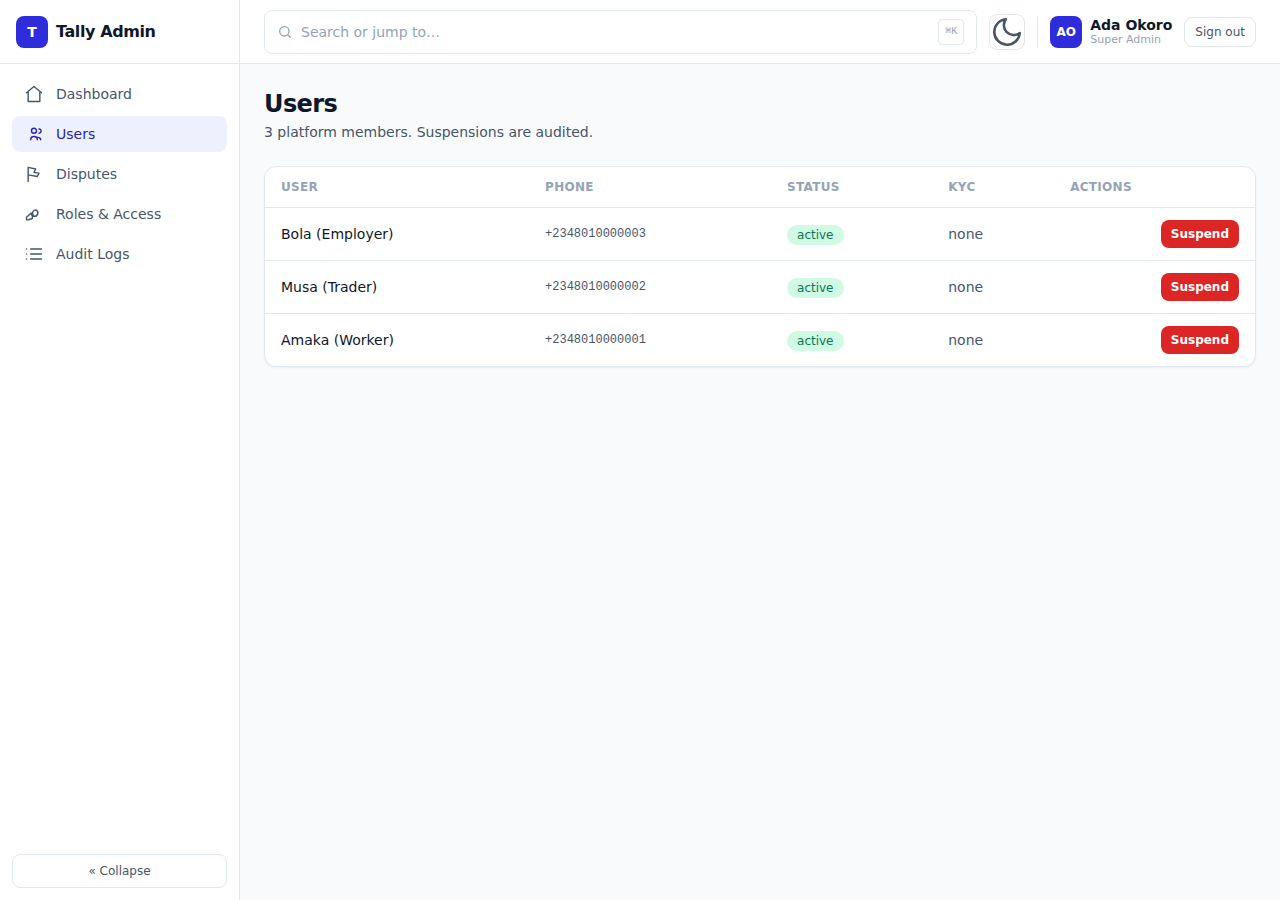 T Tally Admin
Search or jump to... ⌘K
AO Ada Okoro
Super Admin
Sign out
Dashboard
Users
Disputes
Roles & Access
Audit Logs
« Collapse
Users
3 platform members. Suspensions are audited.
USER PHONE STATUS KYC ACTIONS
Bola (Employer) +2348010000003 active none Suspend
Musa (Trader) +2348010000002 active none Suspend
Amaka (Worker) +2348010000001 active none Suspend